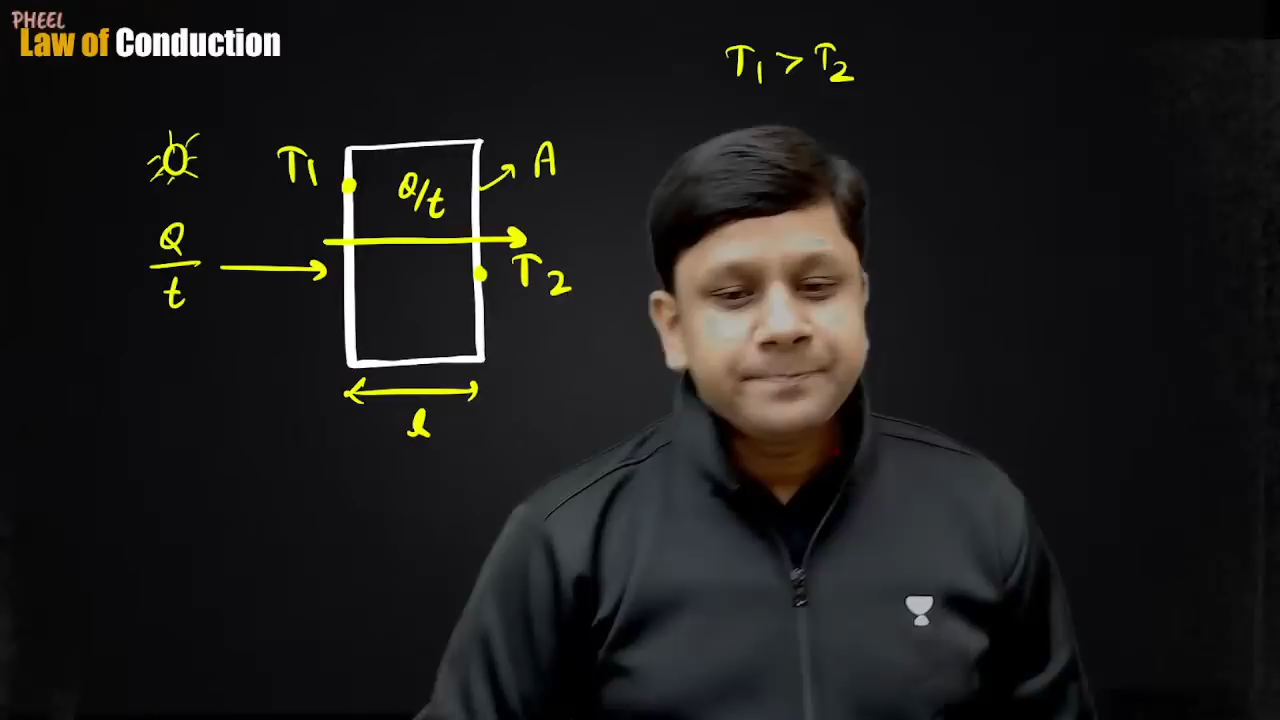 PHEEL
Law of Conduction
T1 > T2
T1
Q/t
A
Q
t
T2
l